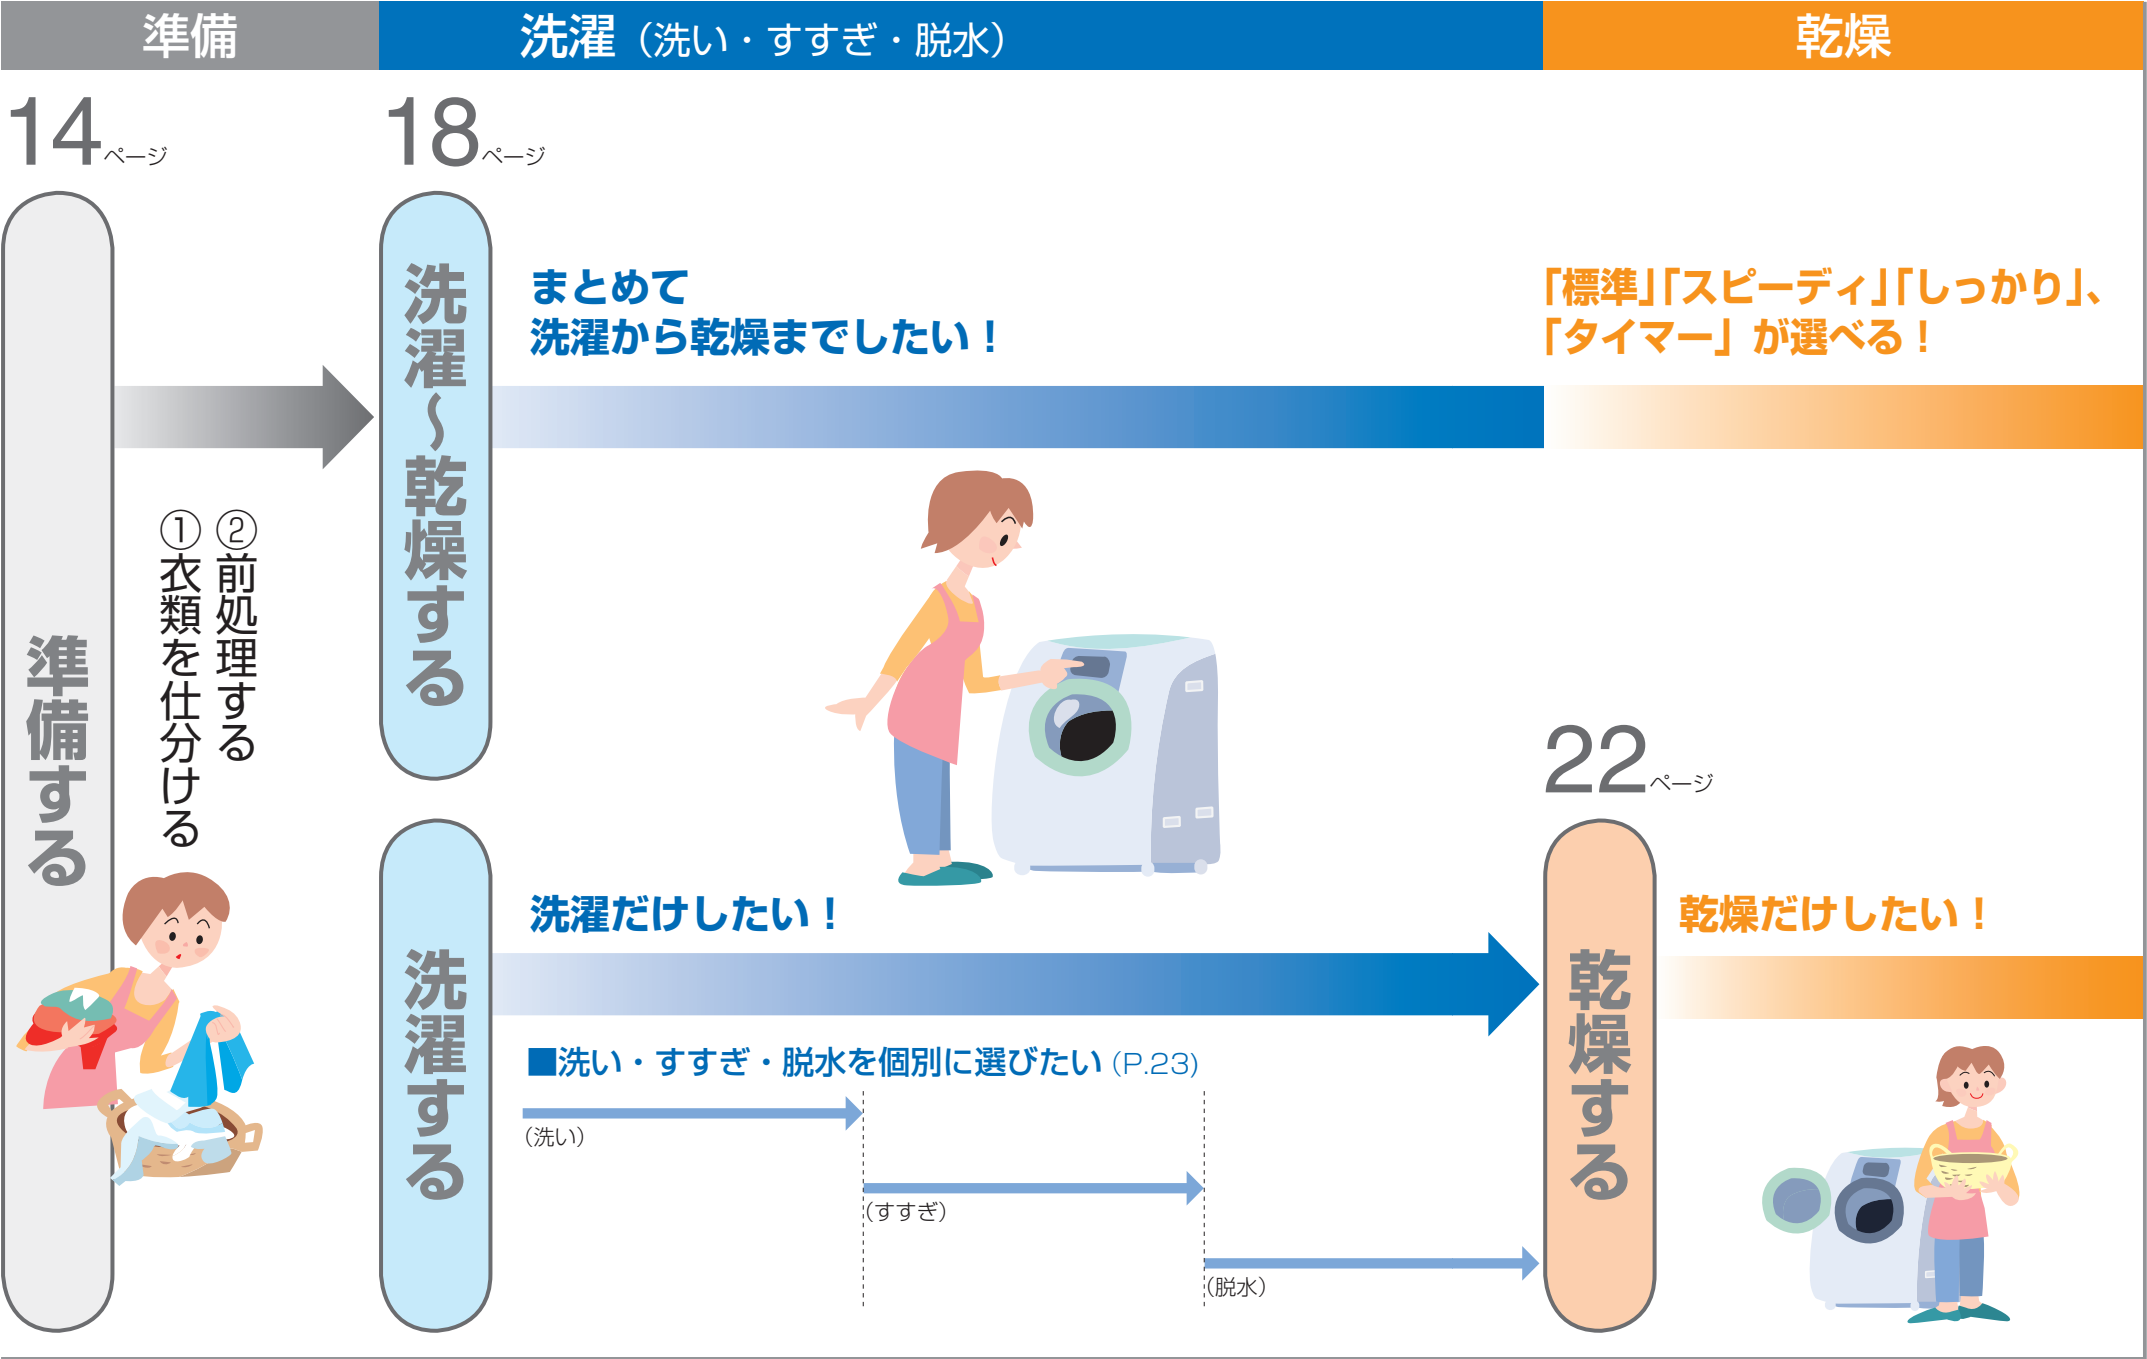 準備
洗濯（洗い・すすぎ・脱水）
乾燥
14ページ
準備する
①衣類を仕分ける
②前処理する
18ページ
洗濯～乾燥する
まとめて
洗濯から乾燥までしたい！
「標準」「スピーディ」「しっかり」、
「タイマー」が選べる！
洗濯する
洗濯だけしたい！
■洗い・すすぎ・脱水を個別に選びたい (P.23)
（洗い）
（すすぎ）
（脱水）
22ページ
乾燥する
乾燥だけしたい！